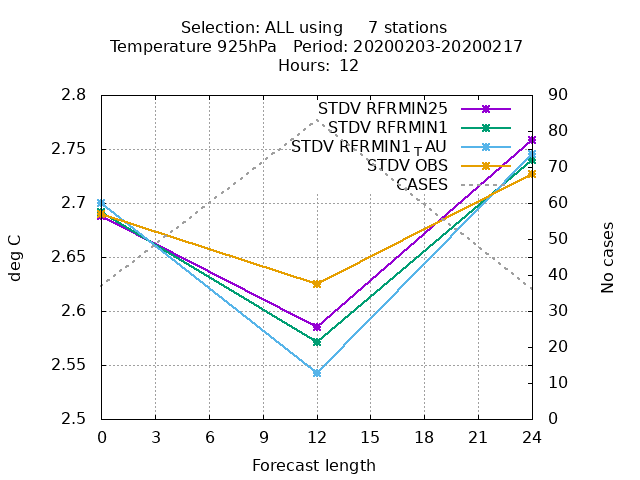 Selection: ALL using     7 stations
Temperature 925hPa   Period: 20200203-20200217
Hours: 12
2.8
2.75
2.7
2.65
2.6
2.55
2.5
deg C
90
80
70
60
50
40
30
20
10
0
No cases
STDV RFRMIN25
STDV RFRMIN1
STDV RFRMIN1TAU
STDV OBS
CASES
0 3 6 9 12 15 18 21 24
Forecast length